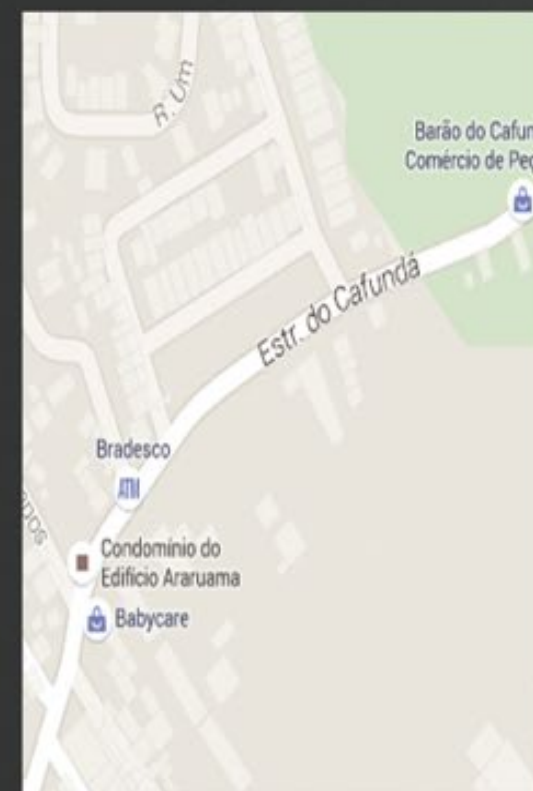 R. Um
Barão do Cafun
Comércio de Peç
Estr. do Cafundá
Bradesco
ATM
Condomínio do
Edifício Araruama
Babycare